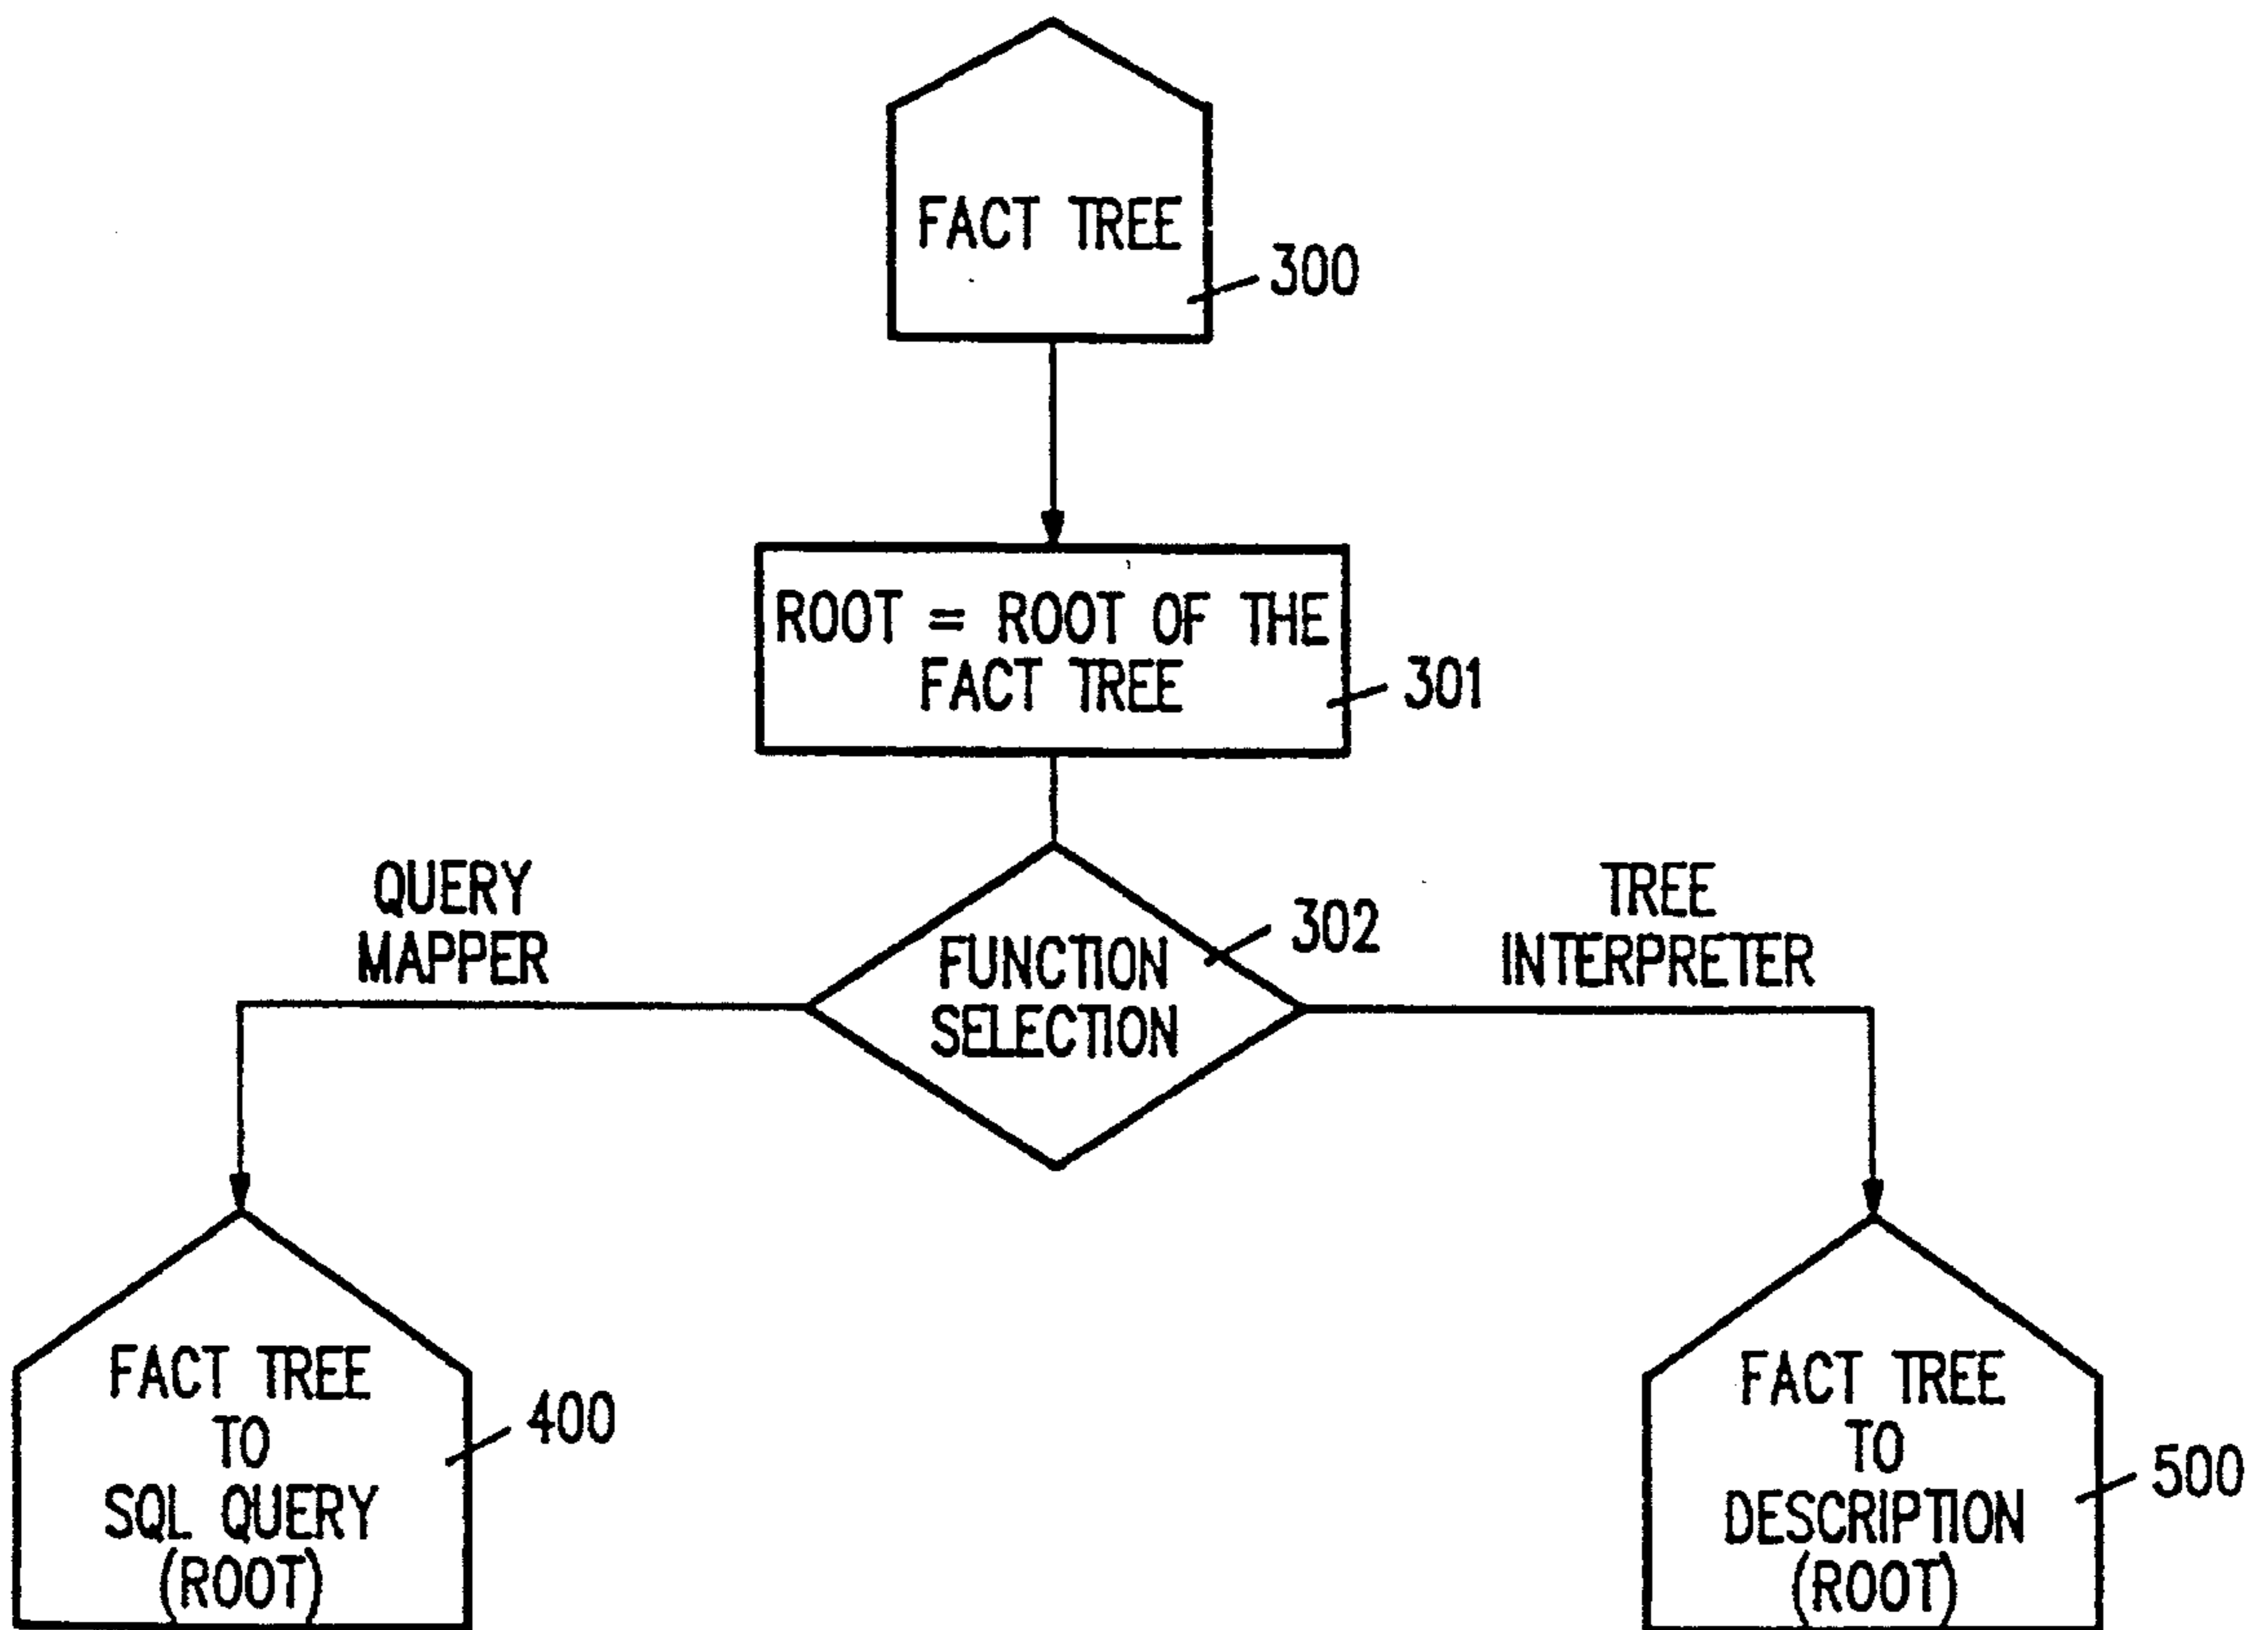 FACT TREE
300
ROOT = ROOT OF THE
FACT TREE
301
QUERY
MAPPER
FUNCTION
SELECTION
302
TREE
INTERPRETER
FACT TREE
TO
SQL QUERY
(ROOT)
400
FACT TREE
TO
DESCRIPTION
(ROOT)
500